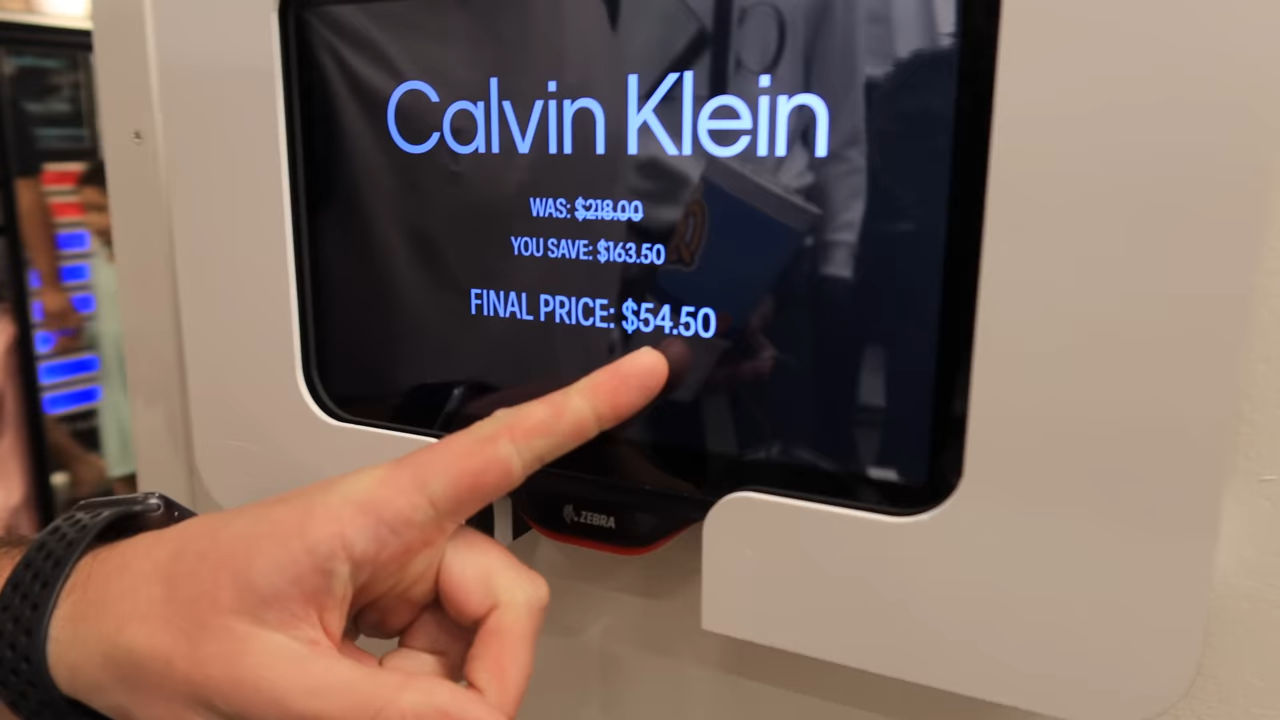 Calvin Klein
WAS: $218.00
YOU SAVE: $163.50
FINAL PRICE: $54.50
ZEBRA